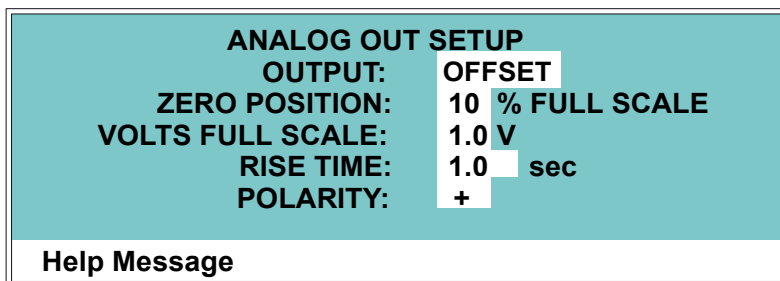 ANALOG OUT SETUP
OUTPUT: OFFSET
ZERO POSITION: 10 % FULL SCALE
VOLTS FULL SCALE: 1.0 V
RISE TIME: 1.0 sec
POLARITY: +
Help Message